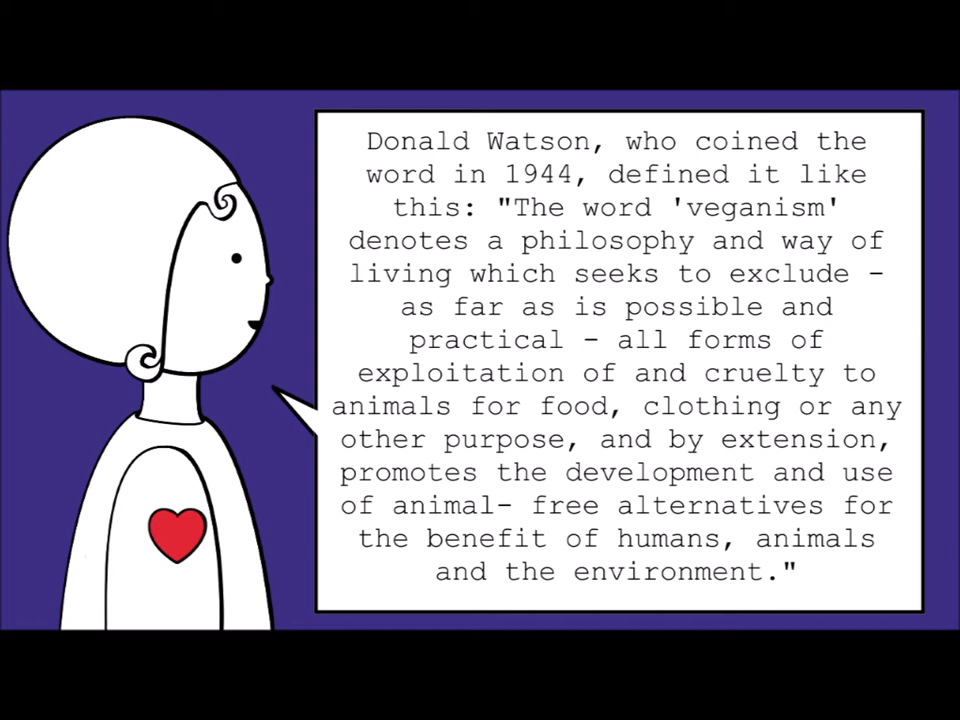 Donald Watson, who coined the
word in 1944, defined it like
this: "The word 'veganism'
denotes a philosophy and way of
living which seeks to exclude -
as far as is possible and
practical - all forms of
exploitation of and cruelty to
animals for food, clothing or any
other purpose, and by extension,
promotes the development and use
of animal- free alternatives for
the benefit of humans, animals
and the environment."